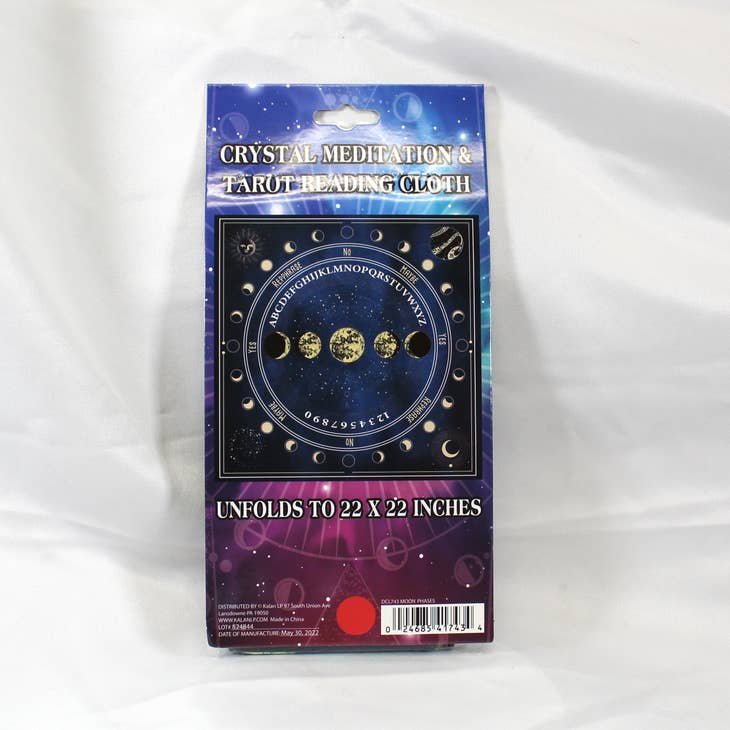 CRYSTAL MEDITATION &
TAROT READING CLOTH
NO
REPHRASE
MAYBE
ABCDEFGHIJKLMNOPQRSTUVWXYZ
YES
YES
MAYBE
REPHRASE
1234567890
NO
UNFOLDS TO 22 X 22 INCHES
DISTRIBUTED BY © Kalan LP 97 South Union Ave
Lansdowne PA 19050
WWW.KALANLP.COM Made in China
LOT# 824844
DATE OF MANUFACTURE: May 30, 2022
DCL743 MOON PHASES
0 24685 41743 4